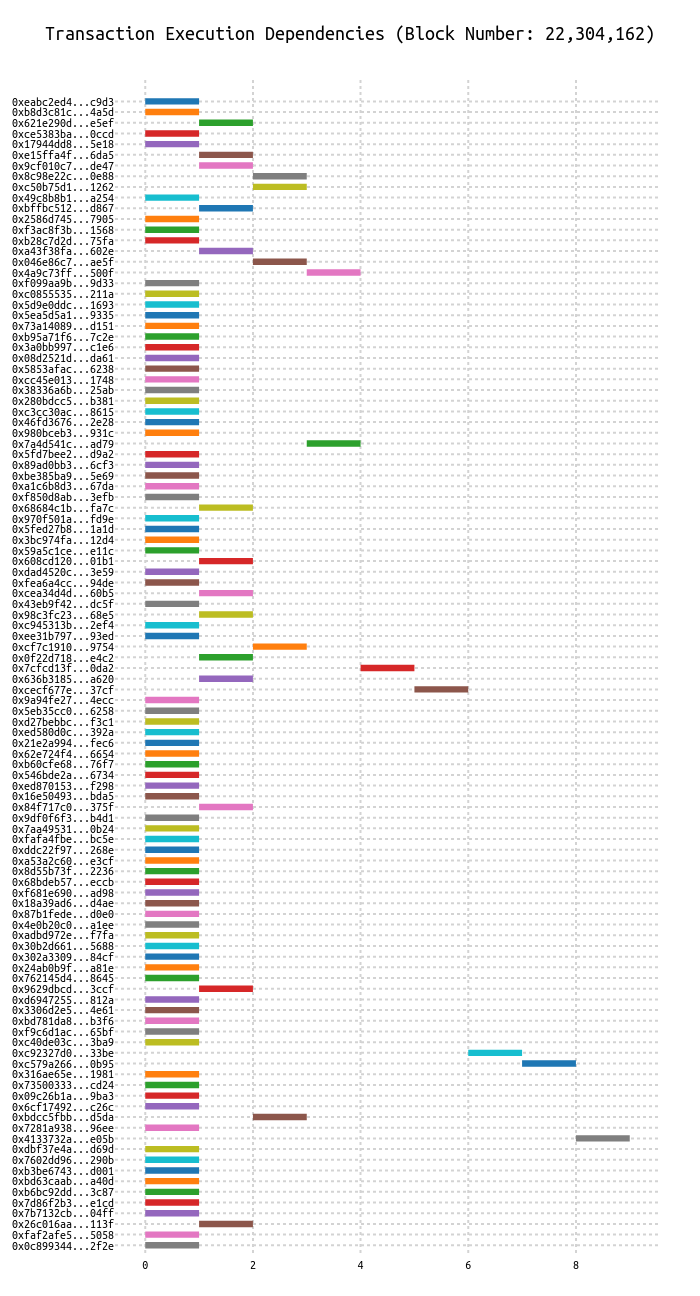 Transaction Execution Dependencies (Block Number: 22,304,162)
0xeabc2ed4...c9d3
0xb8d3c81c...4a5d
0x621e290d...e5ef
0xce5383ba...0ccd
0x17944dd8...5e18
0xe15ffa4f...6da5
0x9cf010c7...de47
0x8c98e22c...0e88
0xc50b75d1...1262
0x49c8b8b1...a254
0xbffbc512...d867
0x2586d745...7905
0xf3ac8f3b...1568
0xb28c7d2d...75fa
0xa43f38fa...602e
0x046e86c7...ae5f
0x4a9c73ff...500f
0xf099aa9b...9d33
0xc0855535...211a
0x5d9e0ddc...1693
0x5ea5d5a1...9335
0x73a14089...d151
0xb95a71f6...7c2e
0x3a0bb997...c1e6
0x08d2521d...da61
0x5853afac...6238
0xcc45e013...1748
0x38336a6b...25ab
0x280bdcc5...b381
0xc3cc30ac...8615
0x46fd3676...2e28
0x980bceb3...931c
0x7a4d541c...ad79
0x5fd7bee2...d9a2
0x89ad0bb3...6cf3
0xbe385ba9...5e69
0xa1c6b8d3...67da
0xf850d8ab...3efb
0x68684c1b...fa7c
0x970f501a...fd9e
0x5fed27b8...1a1d
0x3bc974fa...12d4
0x59a5c1ce...e11c
0x608cd120...01b1
0xdad4520c...3e59
0xfea6a4cc...94de
0xcea34d4d...60b5
0x43eb9f42...dc5f
0x98c3fc23...68e5
0xc945313b...2ef4
0xee31b797...93ed
0xcf7c1910...9754
0x0f22d718...e4c2
0x7cfcd13f...0da2
0x636b3185...a620
0xcecf677e...37cf
0x9a94fe27...4ecc
0x5eb35cc0...6258
0xd27bebbc...f3c1
0xed580d0c...392a
0x21e2a994...fec6
0x62e724f4...6654
0xb60cfe68...76f7
0x546bde2a...6734
0xed870153...f298
0x16e50493...bda5
0x84f717c0...375f
0x9df0f6f3...b4d1
0x7aa49531...0b24
0xfafa4fbe...bc5e
0xddc22f97...268e
0xa53a2c60...e3cf
0x8d55b73f...2236
0x68bdeb57...eccb
0xf681e690...ad98
0x18a39ad6...d4ae
0x87b1fede...d0e0
0x4e0b20c0...a1ee
0xadbd972e...f7fa
0x30b2d661...5688
0x302a3309...84cf
0x24ab0b9f...a81e
0x762145d4...8645
0x9629dbcd...3ccf
0xd6947255...812a
0x3306d2e5...4e61
0xbd781da8...b3f6
0xf9c6d1ac...65bf
0xc40de03c...3ba9
0xc92327d0...33be
0xc579a266...0b95
0x316ae65e...1981
0x73500333...cd24
0x09c26b1a...9ba3
0x6cf17492...c26c
0xbdcc5fbb...d5da
0x7281a938...96ee
0x4133732a...e05b
0xdbf37e4a...d69d
0x7602dd96...290b
0xb3be6743...d001
0xbd63caab...a40d
0xb6bc92dd...3c87
0x7d86f2b3...e1cd
0x7b7132cb...04ff
0x26c016aa...113f
0xfaf2afe5...5058
0x0c899344...2f2e
0 2 4 6 8